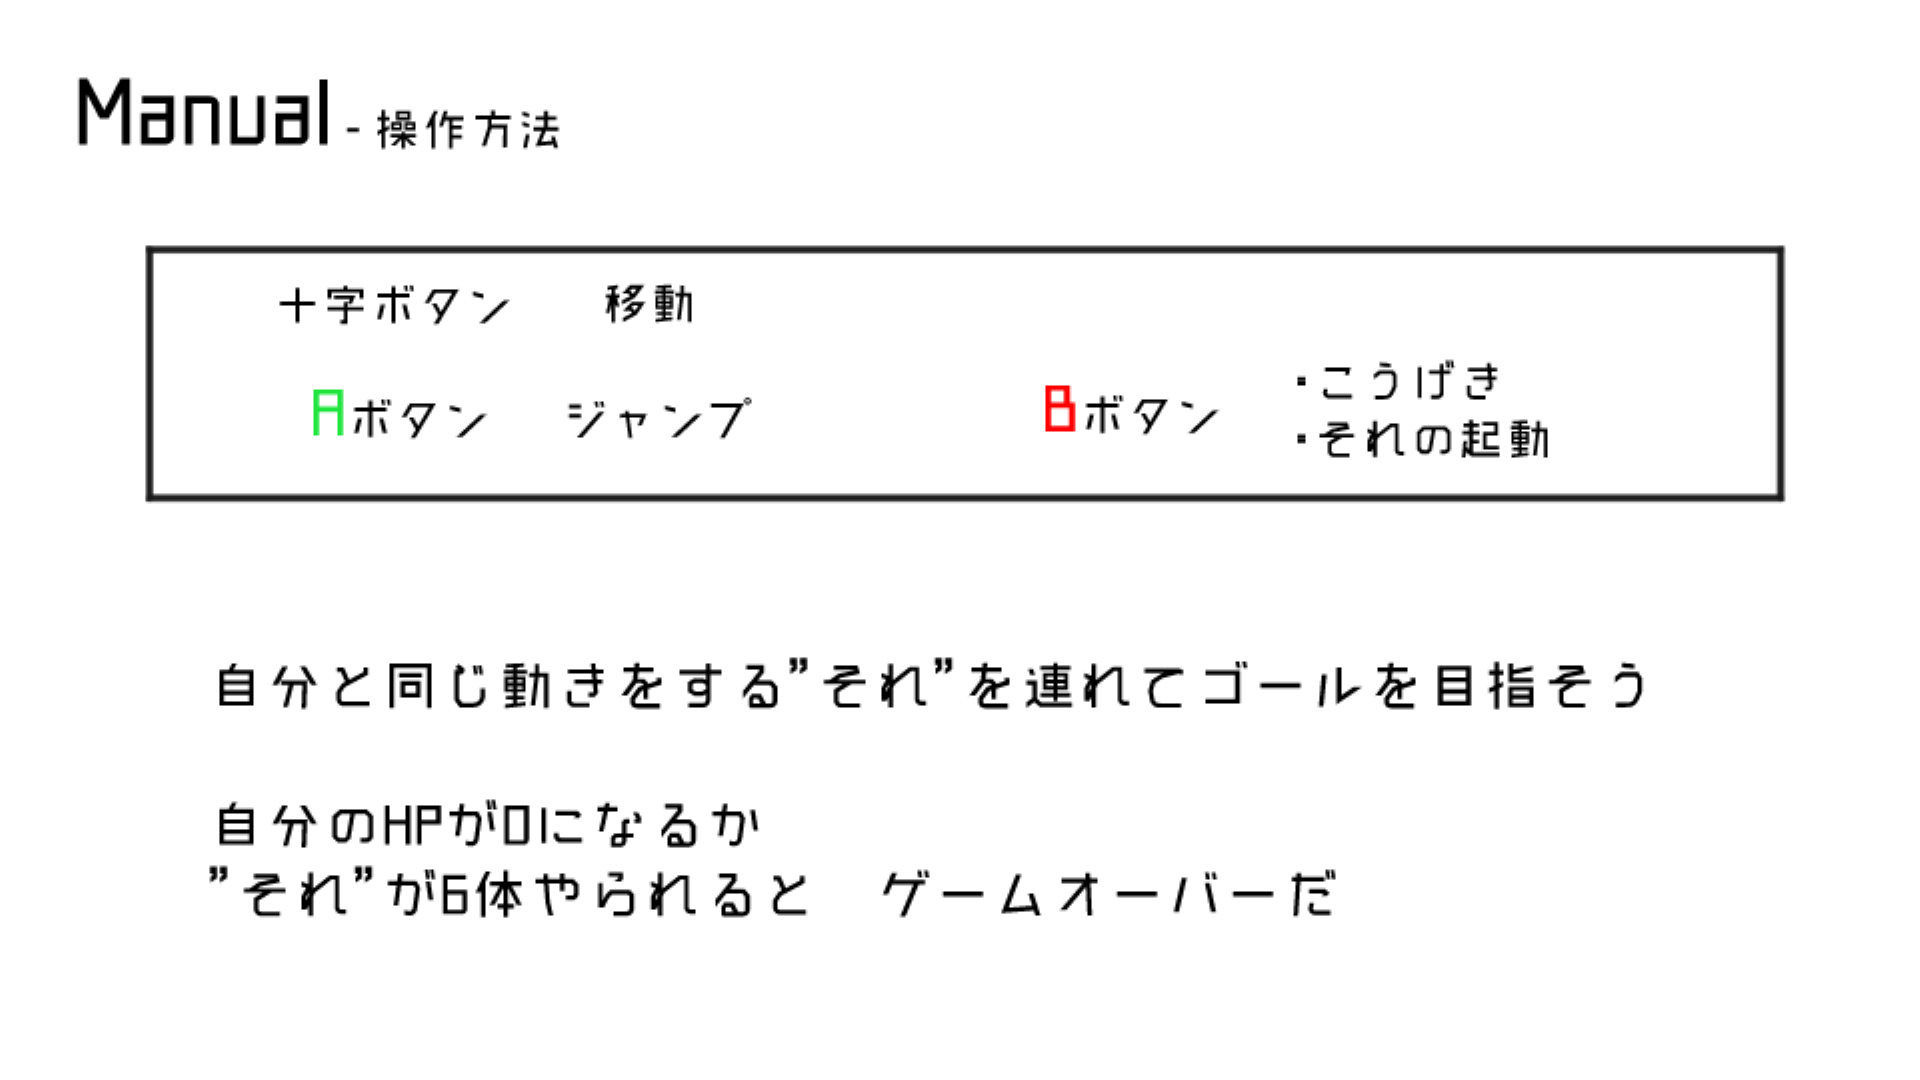 Manual - 操作方法
＋字ボタン　移動
Aボタン　ジャンプ
Bボタン　・こうげき
・それの起動
自分と同じ動きをする”それ”を連れてゴールを目指そう
自分のHPが0になるか
”それ”が6体やられると　ゲームオーバーだ